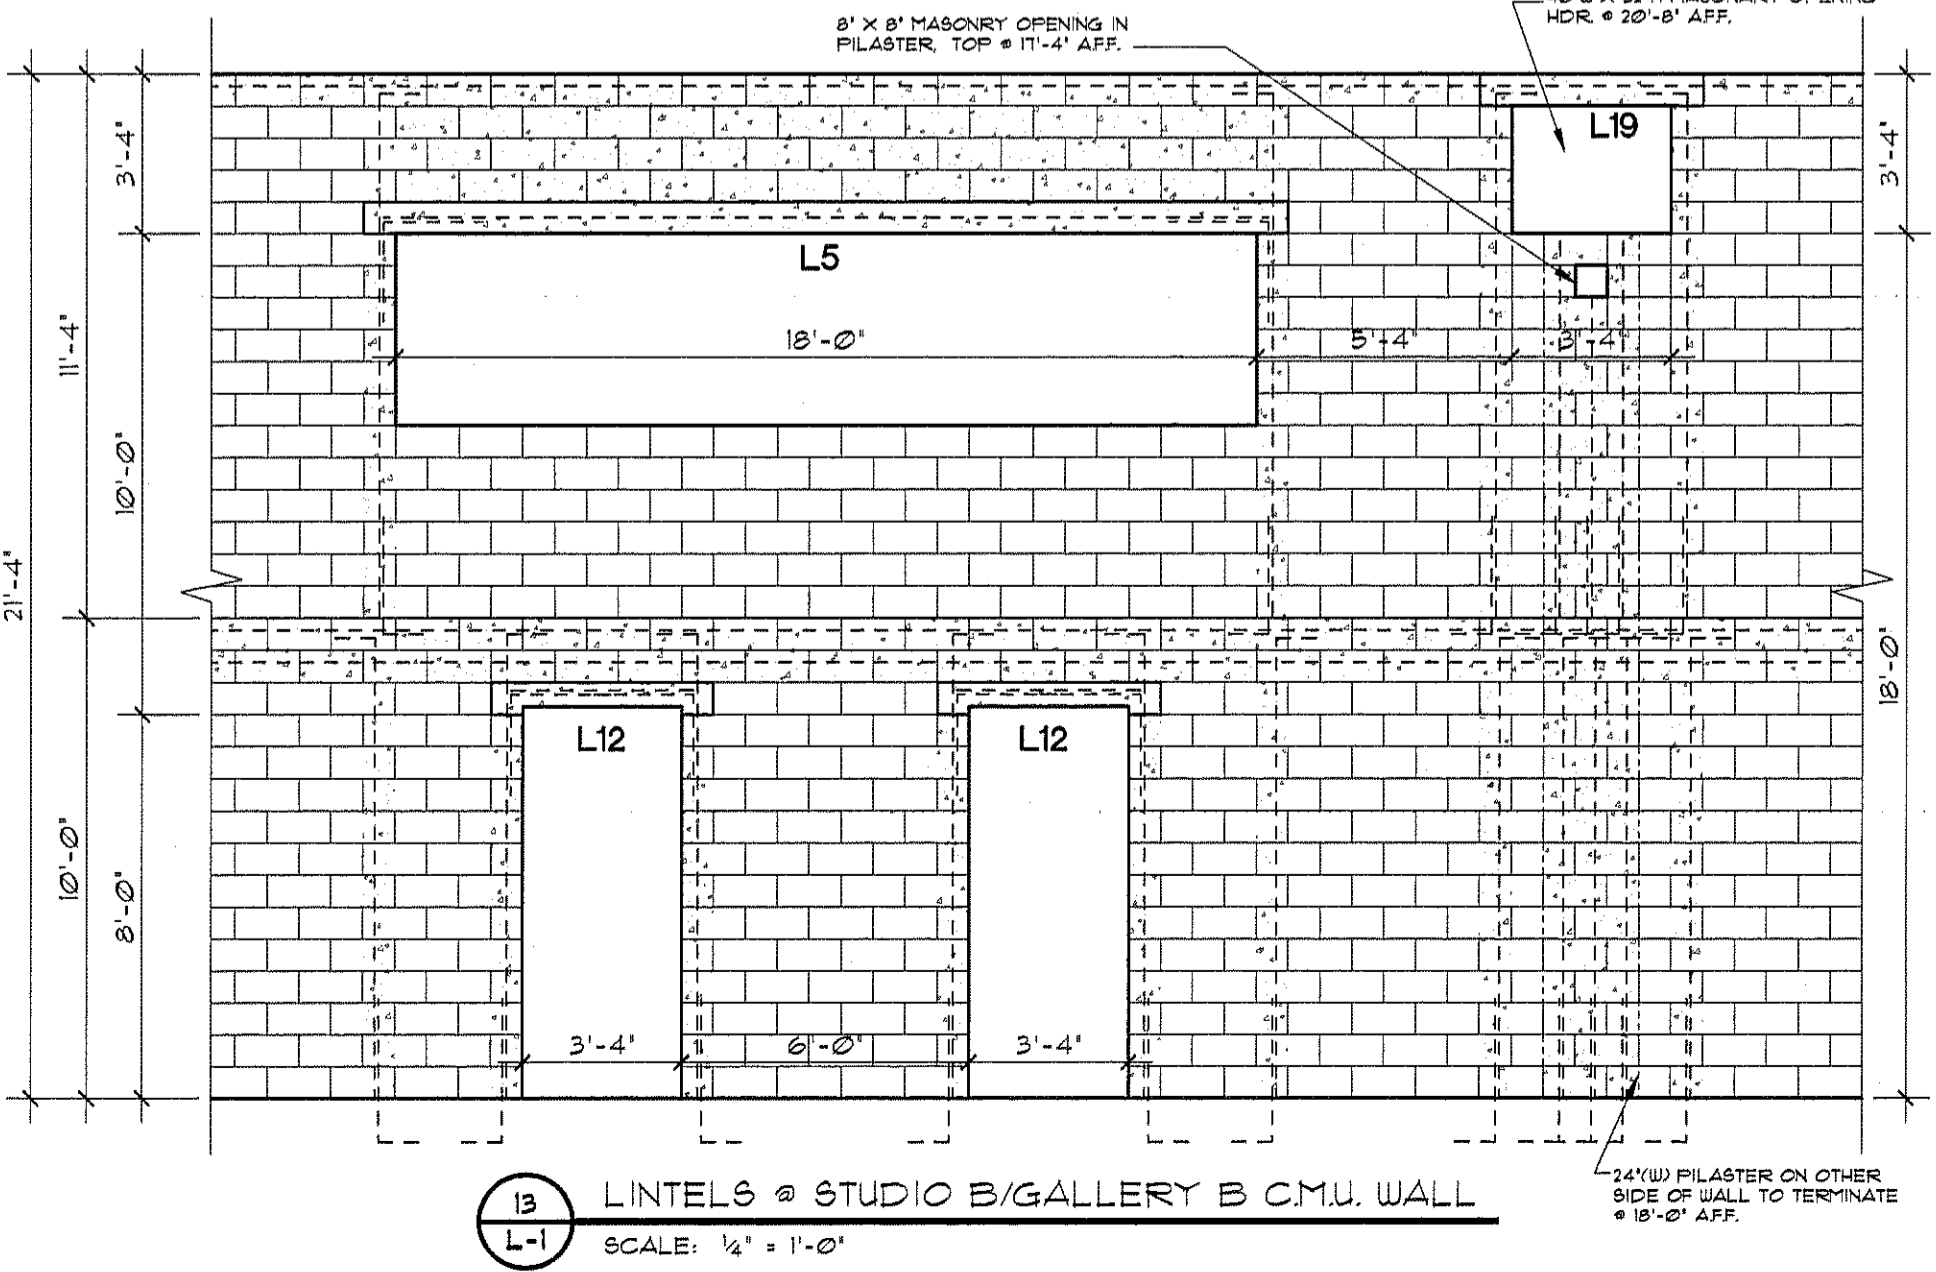 HDR. @ 20'-8" A.F.F.
8" X 8" MASONRY OPENING IN
PILASTER, TOP @ 17'-4" A.F.F.
L19
3'-4"
3'-4"
L5
18'-0"
5'-4"
3'-4"
11'-4"
10'-0"
21'-4"
18'-0"
L12
L12
10'-0"
8'-0"
3'-4"
6'-0"
3'-4"
24"(W) PILASTER ON OTHER
SIDE OF WALL TO TERMINATE
@ 18'-0" A.F.F.
13
L-1
LINTELS @ STUDIO B/GALLERY B C.M.U. WALL
SCALE: 1/4" = 1'-0"